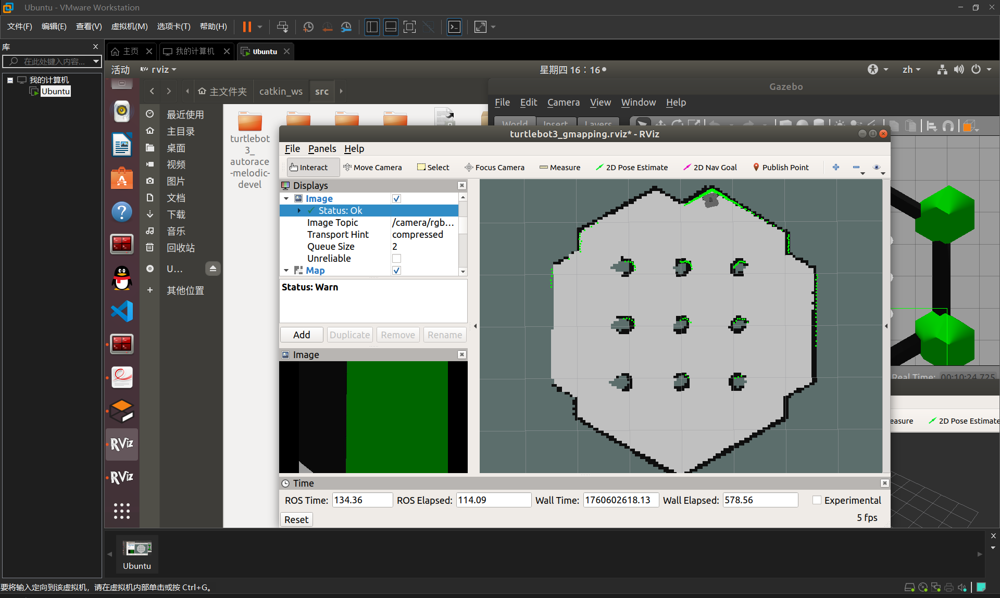 Ubuntu - VMware Workstation
文件(F) 编辑(E) 查看(V) 虚拟机(M) 选项卡(T) 帮助(H)
库
在此处键入内容...
我的计算机
Ubuntu
主页
我的计算机
Ubuntu
活动
RViz
rviz
星期四 16：16
zh
主文件夹
catkin_ws
src
最近使用
主目录
桌面
视频
图片
文档
下载
音乐
回收站
U…
其他位置
turtlebot
3_
autorace
-melodic-
devel
Gazebo
File Edit Camera View Window Help
World Insert Layers
turtlebot3_gmapping.rviz* - RViz
File Panels Help
Interact Move Camera Select Focus Camera Measure 2D Pose Estimate 2D Nav Goal Publish Point
Displays
Image
Status: Ok
Image Topic /camera/rgb…
Transport Hint compressed
Queue Size 2
Unreliable
Map
Status: Warn
Add Duplicate Remove Rename
Image
Real Time: 00:10:24.725
easure 2D Pose Estimate
Time
ROS Time: 134.36 ROS Elapsed: 114.09 Wall Time: 1760602618.13 Wall Elapsed: 578.56 Experimental
Reset 5 fps
RViz
RViz
Ubuntu
要将输入定向到该虚拟机，请在虚拟机内部单击或按 Ctrl+G。